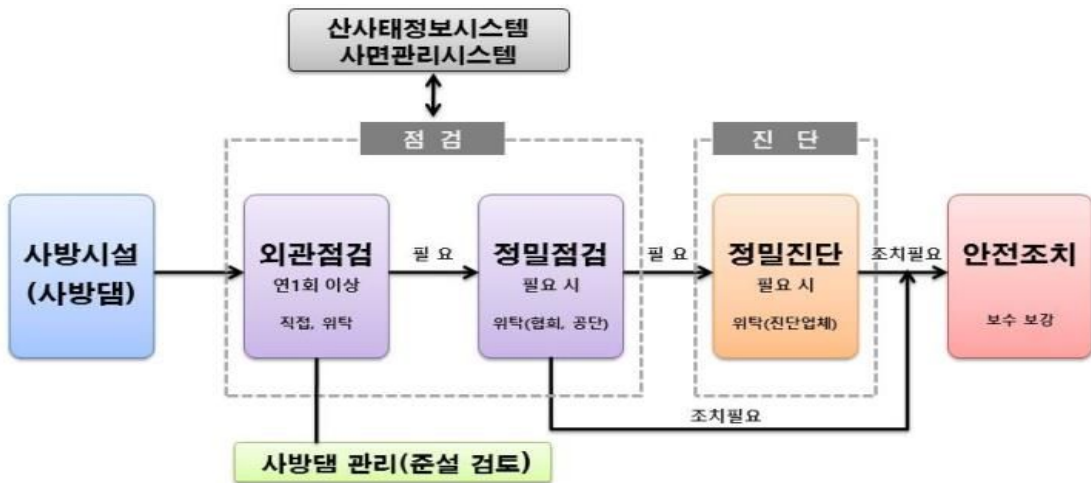 산사태정보시스템
사면관리시스템
점 검
진 단
사방시설
(사방댐)
외관점검
연1회 이상
직접, 위탁
필 요
정밀점검
필요 시
위탁(협회, 공단)
필 요
정밀진단
필요 시
위탁(진단업체)
조치필요
안전조치
보수 보강
조치필요
사방댐 관리(준설 검토)